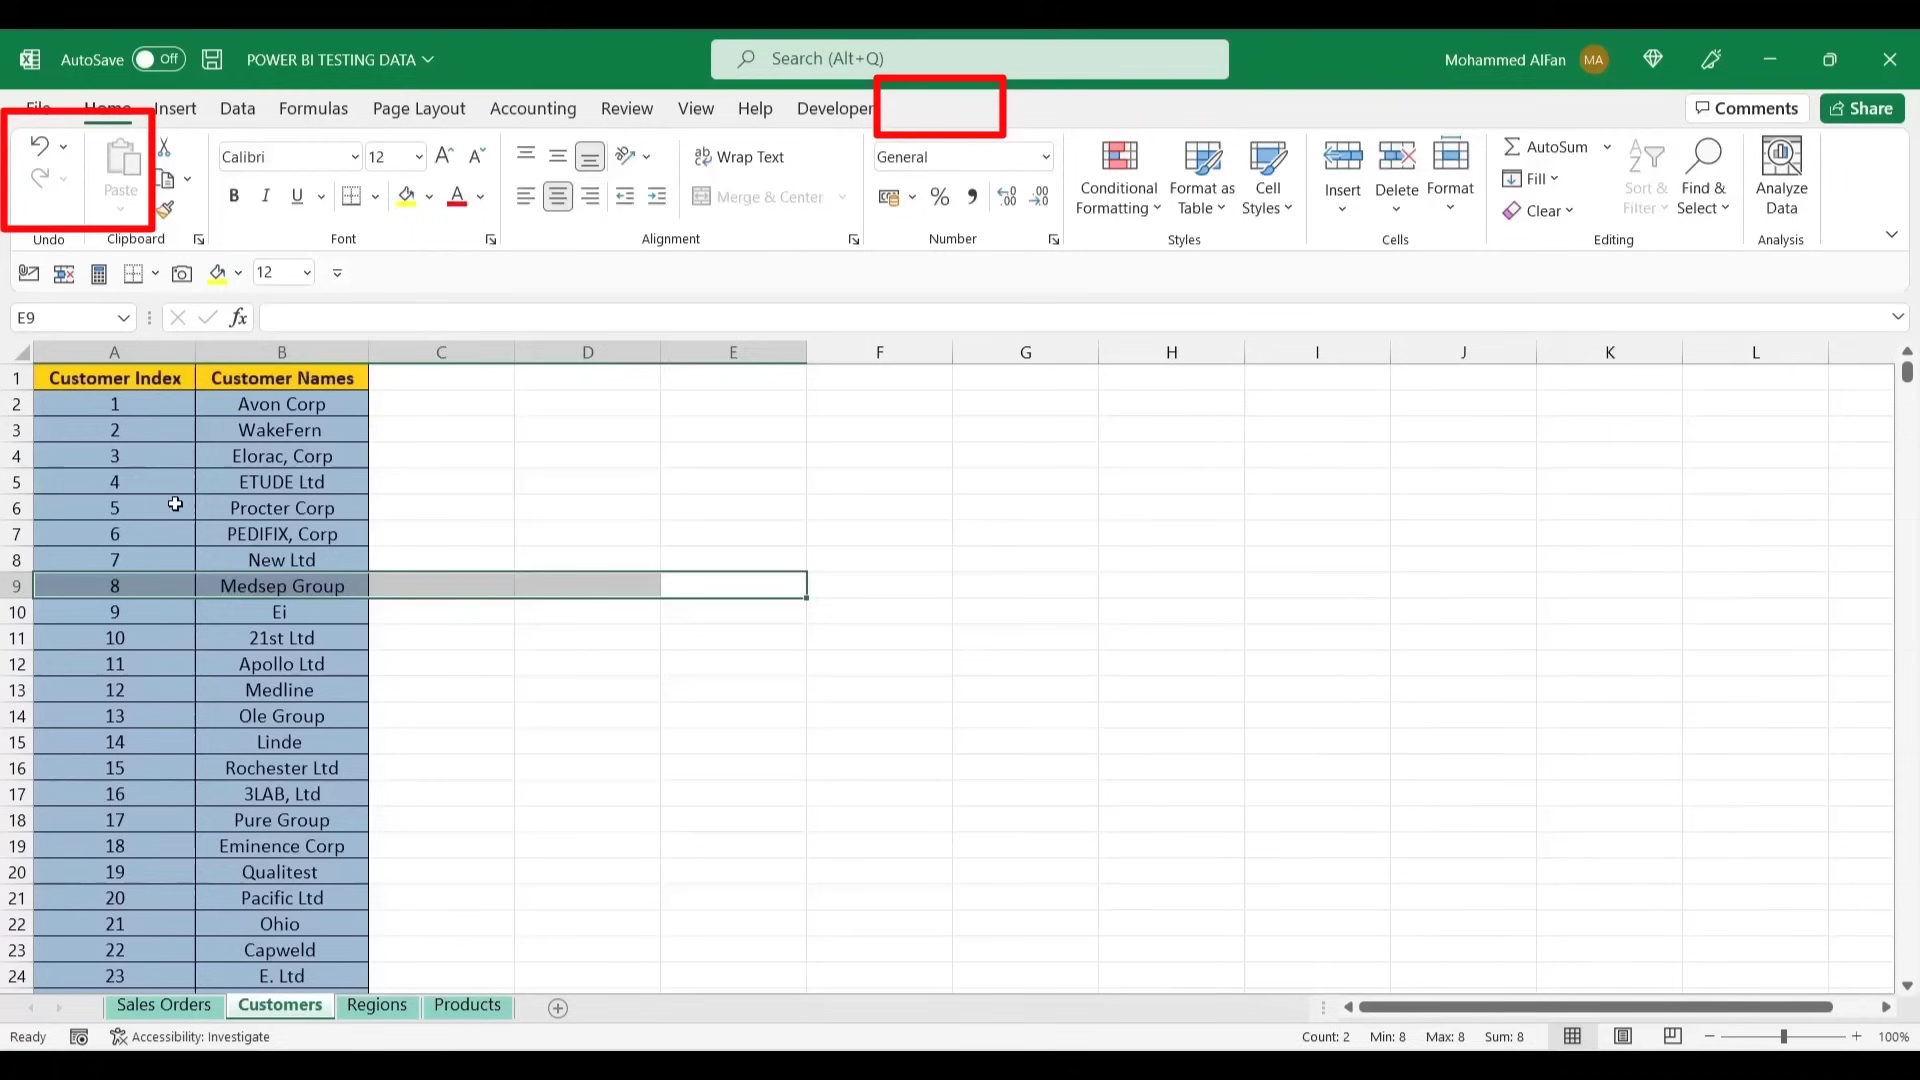 AutoSave Off POWER BI TESTING DATA Search (Alt+Q) Mohammed AlFan MA
File Home Insert Data Formulas Page Layout Accounting Review View Help Developer Comments Share
Paste Calibri 12 A A Wrap Text General Conditional Formatting Format as Table Cell Styles Insert Delete Format AutoSum Fill Clear Sort & Filter Find & Select Analyze Data
B I U A Merge & Center % .00
Undo Clipboard Font Alignment Number Styles Cells Editing Analysis
12
E9 fx
A B C D E F G H I J K L
1 Customer Index Customer Names
2 1 Avon Corp
3 2 WakeFern
4 3 Elorac, Corp
5 4 ETUDE Ltd
6 5 Procter Corp
7 6 PEDIFIX, Corp
8 7 New Ltd
9 8 Medsep Group
10 9 Ei
11 10 21st Ltd
12 11 Apollo Ltd
13 12 Medline
14 13 Ole Group
15 14 Linde
16 15 Rochester Ltd
17 16 3LAB, Ltd
18 17 Pure Group
19 18 Eminence Corp
20 19 Qualitest
21 20 Pacific Ltd
22 21 Ohio
23 22 Capweld
24 23 E. Ltd
Sales Orders Customers Regions Products
Ready Accessibility: Investigate Count: 2 Min: 8 Max: 8 Sum: 8 100%